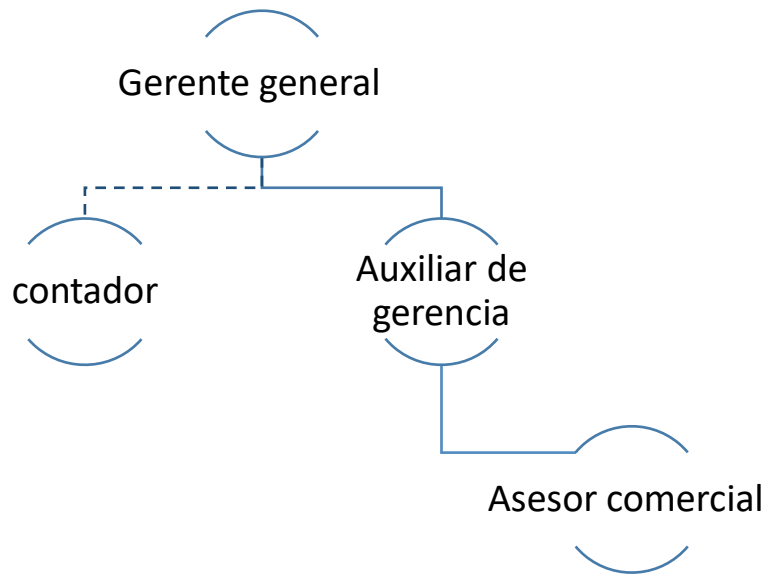 Gerente general
contador
Auxiliar de
gerencia
Asesor comercial